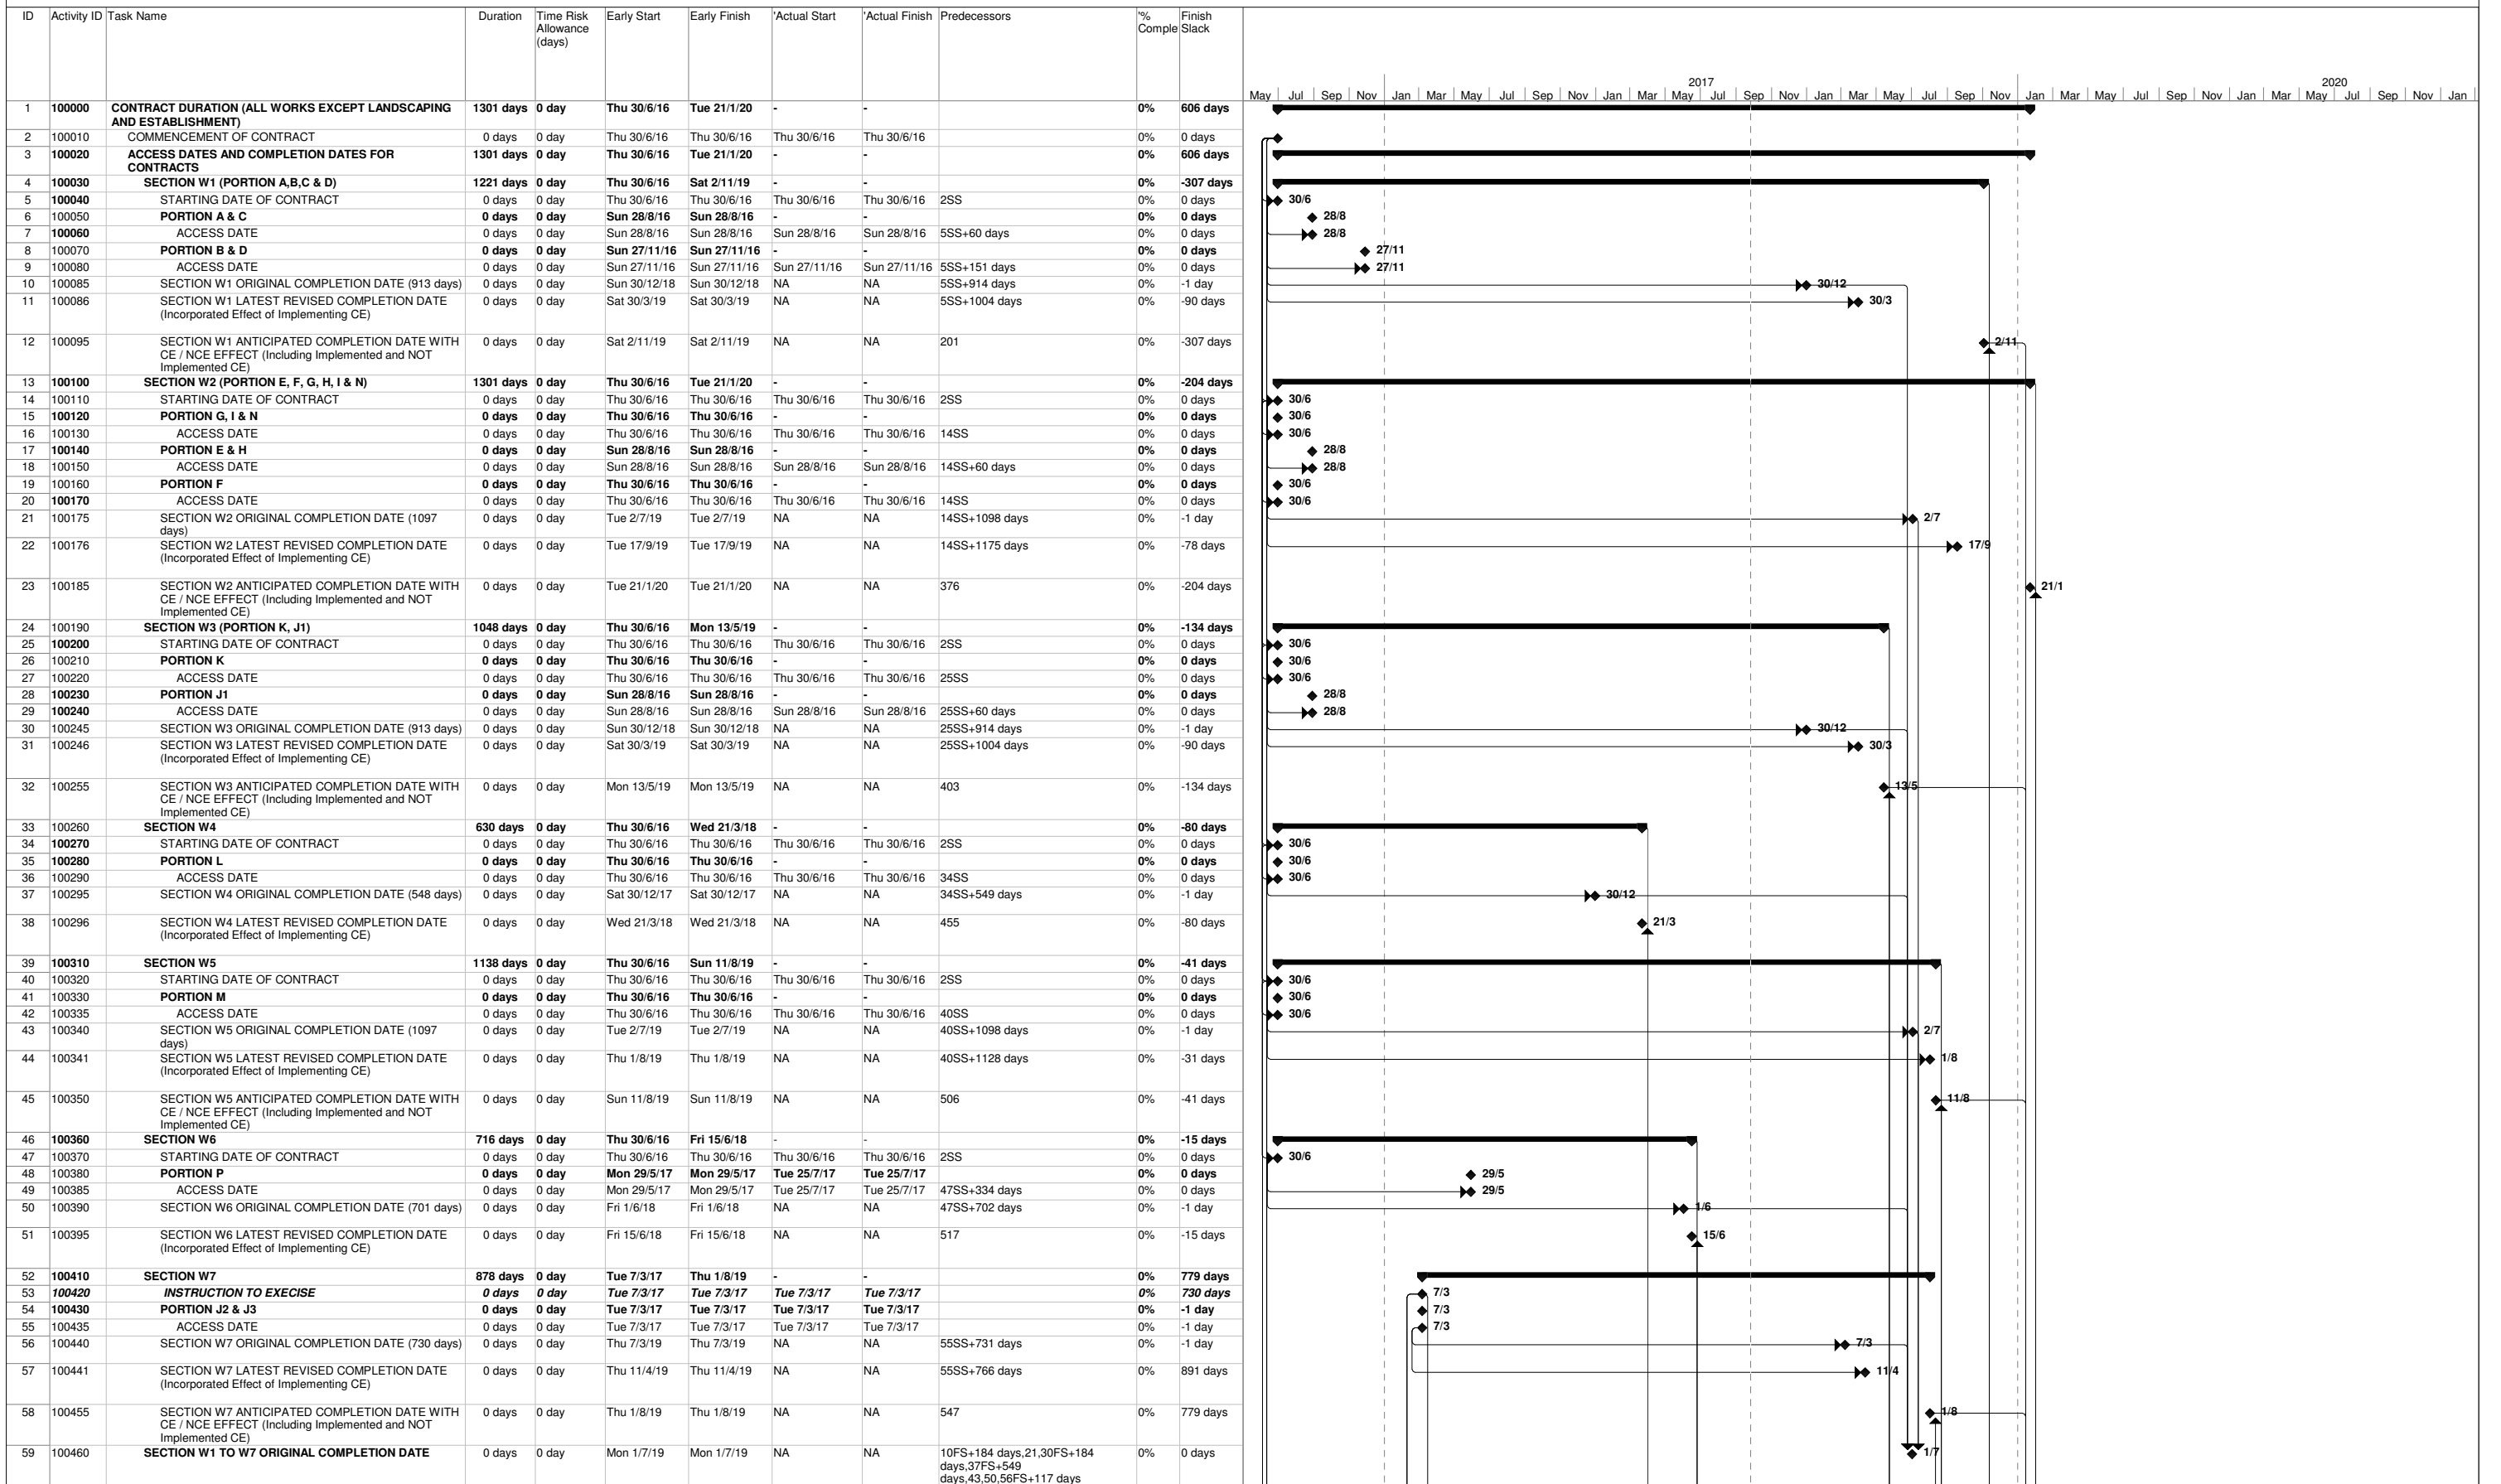 ID Activity ID Task Name Duration Time Risk Early Start Early Finish 'Actual Start 'Actual Finish Predecessors '% Finish
Allowance Comple Slack
(days)
2017 2020
May Jul Sep Nov Jan Mar May Jul Sep Nov Jan Mar May Jul Sep Nov Jan Mar May Jul Sep Nov Jan Mar May Jul Sep Nov Jan Mar May Jul Sep Nov Jan
1 100000 CONTRACT DURATION (ALL WORKS EXCEPT LANDSCAPING 1301 days 0 day Thu 30/6/16 Tue 21/1/20 - - 0% 606 days
AND ESTABLISHMENT)
2 100010 COMMENCEMENT OF CONTRACT 0 days 0 day Thu 30/6/16 Thu 30/6/16 Thu 30/6/16 Thu 30/6/16 0% 0 days
3 100020 ACCESS DATES AND COMPLETION DATES FOR 1301 days 0 day Thu 30/6/16 Tue 21/1/20 - - 0% 606 days
CONTRACTS
4 100030 SECTION W1 (PORTION A,B,C & D) 1221 days 0 day Thu 30/6/16 Sat 2/11/19 - - 0% -307 days
5 100040 STARTING DATE OF CONTRACT 0 days 0 day Thu 30/6/16 Thu 30/6/16 Thu 30/6/16 Thu 30/6/16 2SS 0% 0 days 30/6
6 100050 PORTION A & C 0 days 0 day Sun 28/8/16 Sun 28/8/16 - - 0% 0 days 28/8
7 100060 ACCESS DATE 0 days 0 day Sun 28/8/16 Sun 28/8/16 Sun 28/8/16 Sun 28/8/16 5SS+60 days 0% 0 days 28/8
8 100070 PORTION B & D 0 days 0 day Sun 27/11/16 Sun 27/11/16 - - 0% 0 days 27/11
9 100080 ACCESS DATE 0 days 0 day Sun 27/11/16 Sun 27/11/16 Sun 27/11/16 Sun 27/11/16 5SS+151 days 0% 0 days 27/11
10 100085 SECTION W1 ORIGINAL COMPLETION DATE (913 days) 0 days 0 day Sun 30/12/18 Sun 30/12/18 NA NA 5SS+914 days 0% -1 day 30/12
11 100086 SECTION W1 LATEST REVISED COMPLETION DATE 0 days 0 day Sat 30/3/19 Sat 30/3/19 NA NA 5SS+1004 days 0% -90 days 30/3
(Incorporated Effect of Implementing CE)
12 100095 SECTION W1 ANTICIPATED COMPLETION DATE WITH 0 days 0 day Sat 2/11/19 Sat 2/11/19 NA NA 201 0% -307 days 2/11
CE / NCE EFFECT (Including Implemented and NOT
Implemented CE)
13 100100 SECTION W2 (PORTION E, F, G, H, I & N) 1301 days 0 day Thu 30/6/16 Tue 21/1/20 - - 0% -204 days
14 100110 STARTING DATE OF CONTRACT 0 days 0 day Thu 30/6/16 Thu 30/6/16 Thu 30/6/16 Thu 30/6/16 2SS 0% 0 days 30/6
15 100120 PORTION G, I & N 0 days 0 day Thu 30/6/16 Thu 30/6/16 - - 0% 0 days 30/6
16 100130 ACCESS DATE 0 days 0 day Thu 30/6/16 Thu 30/6/16 Thu 30/6/16 Thu 30/6/16 14SS 0% 0 days 30/6
17 100140 PORTION E & H 0 days 0 day Sun 28/8/16 Sun 28/8/16 - - 0% 0 days 28/8
18 100150 ACCESS DATE 0 days 0 day Sun 28/8/16 Sun 28/8/16 Sun 28/8/16 Sun 28/8/16 14SS+60 days 0% 0 days 28/8
19 100160 PORTION F 0 days 0 day Thu 30/6/16 Thu 30/6/16 - - 0% 0 days 30/6
20 100170 ACCESS DATE 0 days 0 day Thu 30/6/16 Thu 30/6/16 Thu 30/6/16 Thu 30/6/16 14SS 0% 0 days 30/6
21 100175 SECTION W2 ORIGINAL COMPLETION DATE (1097 0 days 0 day Tue 2/7/19 Tue 2/7/19 NA NA 14SS+1098 days 0% -1 day 2/7
days)
22 100176 SECTION W2 LATEST REVISED COMPLETION DATE 0 days 0 day Tue 17/9/19 Tue 17/9/19 NA NA 14SS+1175 days 0% -78 days 17/9
(Incorporated Effect of Implementing CE)
23 100185 SECTION W2 ANTICIPATED COMPLETION DATE WITH 0 days 0 day Tue 21/1/20 Tue 21/1/20 NA NA 376 0% -204 days 21/1
CE / NCE EFFECT (Including Implemented and NOT
Implemented CE)
24 100190 SECTION W3 (PORTION K, J1) 1048 days 0 day Thu 30/6/16 Mon 13/5/19 - - 0% -134 days
25 100200 STARTING DATE OF CONTRACT 0 days 0 day Thu 30/6/16 Thu 30/6/16 Thu 30/6/16 Thu 30/6/16 2SS 0% 0 days 30/6
26 100210 PORTION K 0 days 0 day Thu 30/6/16 Thu 30/6/16 - - 0% 0 days 30/6
27 100220 ACCESS DATE 0 days 0 day Thu 30/6/16 Thu 30/6/16 Thu 30/6/16 Thu 30/6/16 25SS 0% 0 days 30/6
28 100230 PORTION J1 0 days 0 day Sun 28/8/16 Sun 28/8/16 - - 0% 0 days 28/8
29 100240 ACCESS DATE 0 days 0 day Sun 28/8/16 Sun 28/8/16 Sun 28/8/16 Sun 28/8/16 25SS+60 days 0% 0 days 28/8
30 100245 SECTION W3 ORIGINAL COMPLETION DATE (913 days) 0 days 0 day Sun 30/12/18 Sun 30/12/18 NA NA 25SS+914 days 0% -1 day 30/12
31 100246 SECTION W3 LATEST REVISED COMPLETION DATE 0 days 0 day Sat 30/3/19 Sat 30/3/19 NA NA 25SS+1004 days 0% -90 days 30/3
(Incorporated Effect of Implementing CE)
32 100255 SECTION W3 ANTICIPATED COMPLETION DATE WITH 0 days 0 day Mon 13/5/19 Mon 13/5/19 NA NA 403 0% -134 days 13/5
CE / NCE EFFECT (Including Implemented and NOT
Implemented CE)
33 100260 SECTION W4 630 days 0 day Thu 30/6/16 Wed 21/3/18 - - 0% -80 days
34 100270 STARTING DATE OF CONTRACT 0 days 0 day Thu 30/6/16 Thu 30/6/16 Thu 30/6/16 Thu 30/6/16 2SS 0% 0 days 30/6
35 100280 PORTION L 0 days 0 day Thu 30/6/16 Thu 30/6/16 - - 0% 0 days 30/6
36 100290 ACCESS DATE 0 days 0 day Thu 30/6/16 Thu 30/6/16 Thu 30/6/16 Thu 30/6/16 34SS 0% 0 days 30/6
37 100295 SECTION W4 ORIGINAL COMPLETION DATE (548 days) 0 days 0 day Sat 30/12/17 Sat 30/12/17 NA NA 34SS+549 days 0% -1 day 30/12
38 100296 SECTION W4 LATEST REVISED COMPLETION DATE 0 days 0 day Wed 21/3/18 Wed 21/3/18 NA NA 455 0% -80 days 21/3
(Incorporated Effect of Implementing CE)
39 100310 SECTION W5 1138 days 0 day Thu 30/6/16 Sun 11/8/19 - - 0% -41 days
40 100320 STARTING DATE OF CONTRACT 0 days 0 day Thu 30/6/16 Thu 30/6/16 Thu 30/6/16 Thu 30/6/16 2SS 0% 0 days 30/6
41 100330 PORTION M 0 days 0 day Thu 30/6/16 Thu 30/6/16 - - 0% 0 days 30/6
42 100335 ACCESS DATE 0 days 0 day Thu 30/6/16 Thu 30/6/16 Thu 30/6/16 Thu 30/6/16 40SS 0% 0 days 30/6
43 100340 SECTION W5 ORIGINAL COMPLETION DATE (1097 0 days 0 day Tue 2/7/19 Tue 2/7/19 NA NA 40SS+1098 days 0% -1 day 2/7
days)
44 100341 SECTION W5 LATEST REVISED COMPLETION DATE 0 days 0 day Thu 1/8/19 Thu 1/8/19 NA NA 40SS+1128 days 0% -31 days 1/8
(Incorporated Effect of Implementing CE)
45 100350 SECTION W5 ANTICIPATED COMPLETION DATE WITH 0 days 0 day Sun 11/8/19 Sun 11/8/19 NA NA 506 0% -41 days 11/8
CE / NCE EFFECT (Including Implemented and NOT
Implemented CE)
46 100360 SECTION W6 716 days 0 day Thu 30/6/16 Fri 15/6/18 - - 0% -15 days
47 100370 STARTING DATE OF CONTRACT 0 days 0 day Thu 30/6/16 Thu 30/6/16 Thu 30/6/16 Thu 30/6/16 2SS 0% 0 days 30/6
48 100380 PORTION P 0 days 0 day Mon 29/5/17 Mon 29/5/17 Tue 25/7/17 Tue 25/7/17 0% 0 days 29/5
49 100385 ACCESS DATE 0 days 0 day Mon 29/5/17 Mon 29/5/17 Tue 25/7/17 Tue 25/7/17 47SS+334 days 0% 0 days 29/5
50 100390 SECTION W6 ORIGINAL COMPLETION DATE (701 days) 0 days 0 day Fri 1/6/18 Fri 1/6/18 NA NA 47SS+702 days 0% -1 day 1/6
51 100395 SECTION W6 LATEST REVISED COMPLETION DATE 0 days 0 day Fri 15/6/18 Fri 15/6/18 NA NA 517 0% -15 days 15/6
(Incorporated Effect of Implementing CE)
52 100410 SECTION W7 878 days 0 day Tue 7/3/17 Thu 1/8/19 - - 0% 779 days
53 100420 INSTRUCTION TO EXECISE 0 days 0 day Tue 7/3/17 Tue 7/3/17 Tue 7/3/17 Tue 7/3/17 0% 730 days 7/3
54 100430 PORTION J2 & J3 0 days 0 day Tue 7/3/17 Tue 7/3/17 Tue 7/3/17 Tue 7/3/17 0% -1 day 7/3
55 100435 ACCESS DATE 0 days 0 day Tue 7/3/17 Tue 7/3/17 Tue 7/3/17 Tue 7/3/17 0% -1 day 7/3
56 100440 SECTION W7 ORIGINAL COMPLETION DATE (730 days) 0 days 0 day Thu 7/3/19 Thu 7/3/19 NA NA 55SS+731 days 0% -1 day 7/3
57 100441 SECTION W7 LATEST REVISED COMPLETION DATE 0 days 0 day Thu 11/4/19 Thu 11/4/19 NA NA 55SS+766 days 0% 891 days 11/4
(Incorporated Effect of Implementing CE)
58 100455 SECTION W7 ANTICIPATED COMPLETION DATE WITH 0 days 0 day Thu 1/8/19 Thu 1/8/19 NA NA 547 0% 779 days 1/8
CE / NCE EFFECT (Including Implemented and NOT
Implemented CE)
59 100460 SECTION W1 TO W7 ORIGINAL COMPLETION DATE 0 days 0 day Mon 1/7/19 Mon 1/7/19 NA NA 10FS+184 days,21,30FS+184 0% 0 days 1/7
days,37FS+549
days,43,50,56FS+117 days